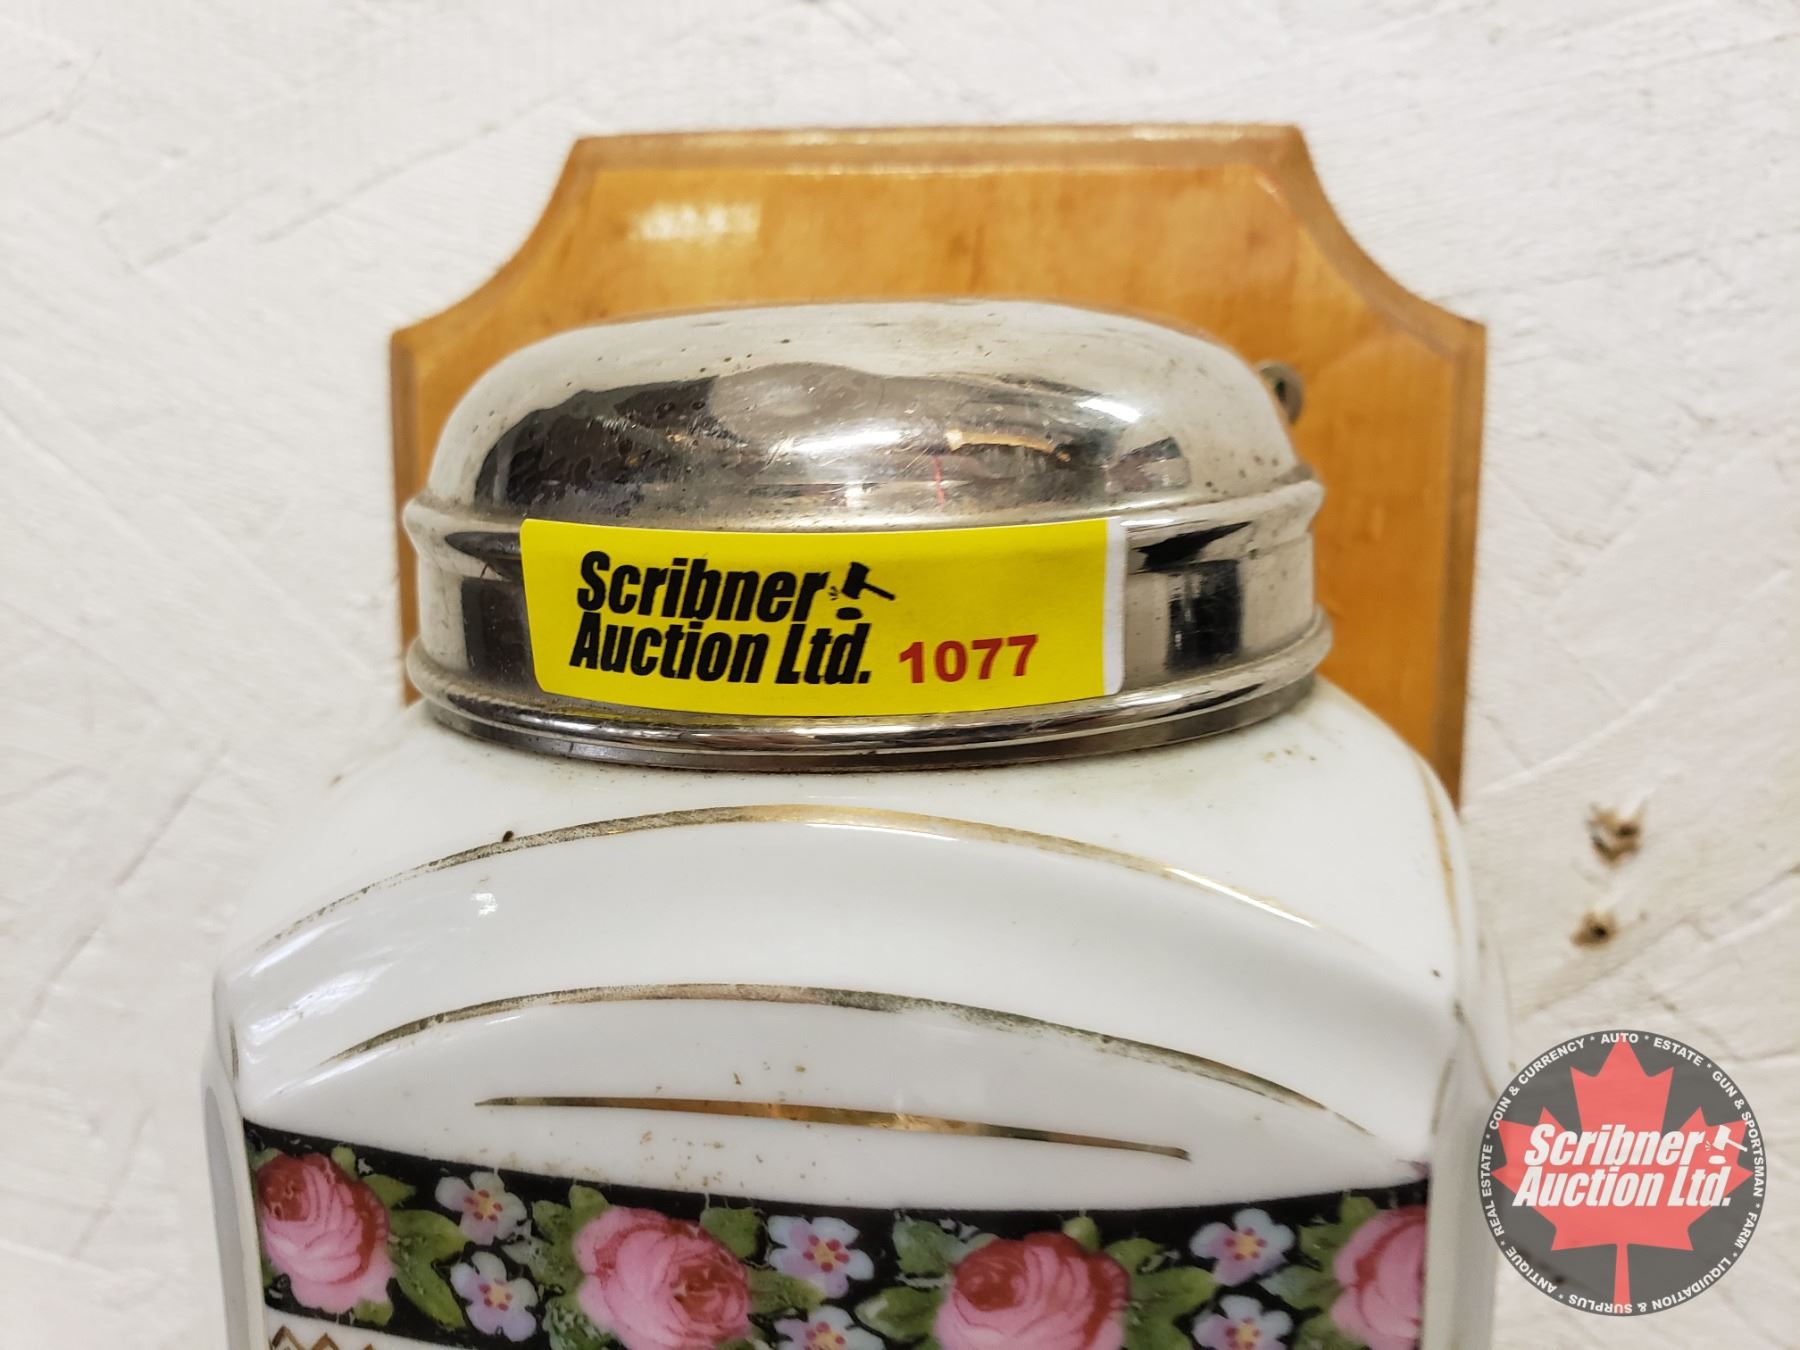 Scribner
Auction Ltd. 1077
COIN & CURRENCY * AUTO * ESTATE * GUN & SPORTSMAN * FARM * LIQUIDATION & SURPLUS * ANTIQUE * REAL ESTATE *
Scribner
Auction Ltd.